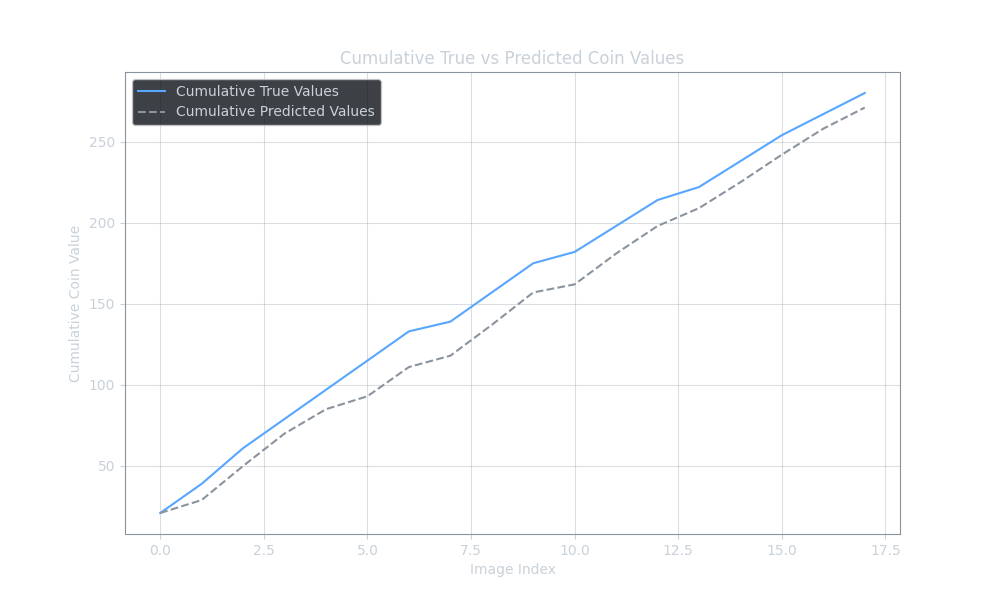 Cumulative True vs Predicted Coin Values
Cumulative True Values
Cumulative Predicted Values
Cumulative Coin Value
250
200
150
100
50
0.0 2.5 5.0 7.5 10.0 12.5 15.0 17.5
Image Index